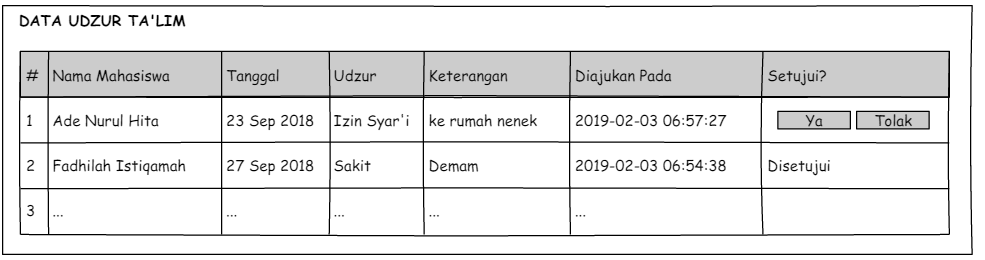 DATA UDZUR TA'LIM
# Nama Mahasiswa Tanggal Udzur Keterangan Diajukan Pada Setujui?
1 Ade Nurul Hita 23 Sep 2018 Izin Syar'i ke rumah nenek 2019-02-03 06:57:27 Ya Tolak
2 Fadhilah Istiqamah 27 Sep 2018 Sakit Demam 2019-02-03 06:54:38 Disetujui
3 ... ... ... ... ...